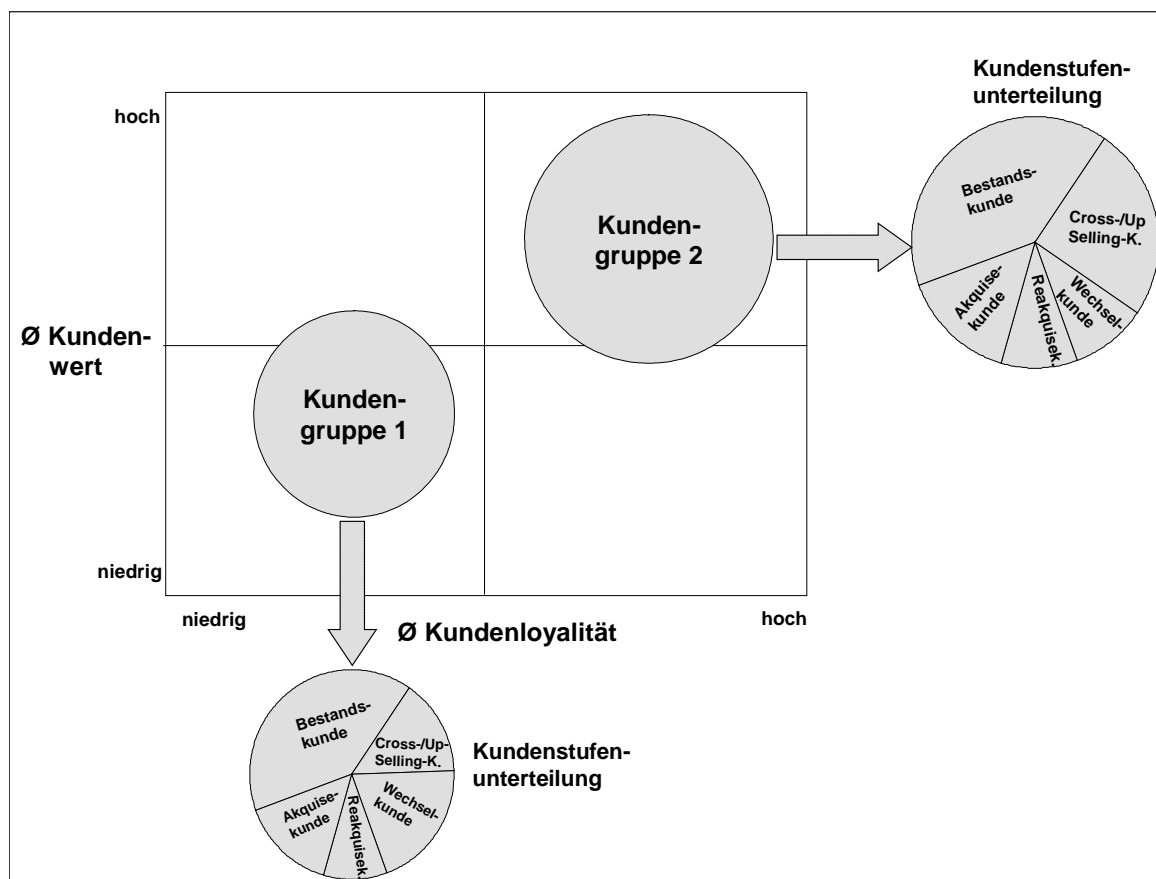 Kundenstufen-
unterteilung
hoch
Bestands-
kunde
Cross-/Up
Selling-K.
Wechsel-
kunde
Reakquisek.
Akquise-
kunde
Kunden-
gruppe 2
Ø Kunden-
wert
Kunden-
gruppe 1
niedrig
niedrig
hoch
Ø Kundenloyalität
Bestands-
kunde
Cross-/Up-
Selling-K.
Wechsel-
kunde
Reakquisek.
Akquise-
kunde
Kundenstufen-
unterteilung